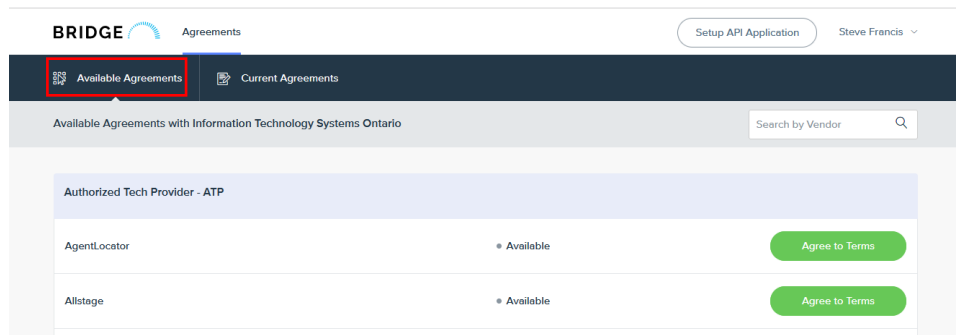 BRIDGE Agreements Setup API Application Steve Francis
Available Agreements Current Agreements
Available Agreements with Information Technology Systems Ontario Search by Vendor
Authorized Tech Provider - ATP
AgentLocator Available Agree to Terms
Allstage Available Agree to Terms